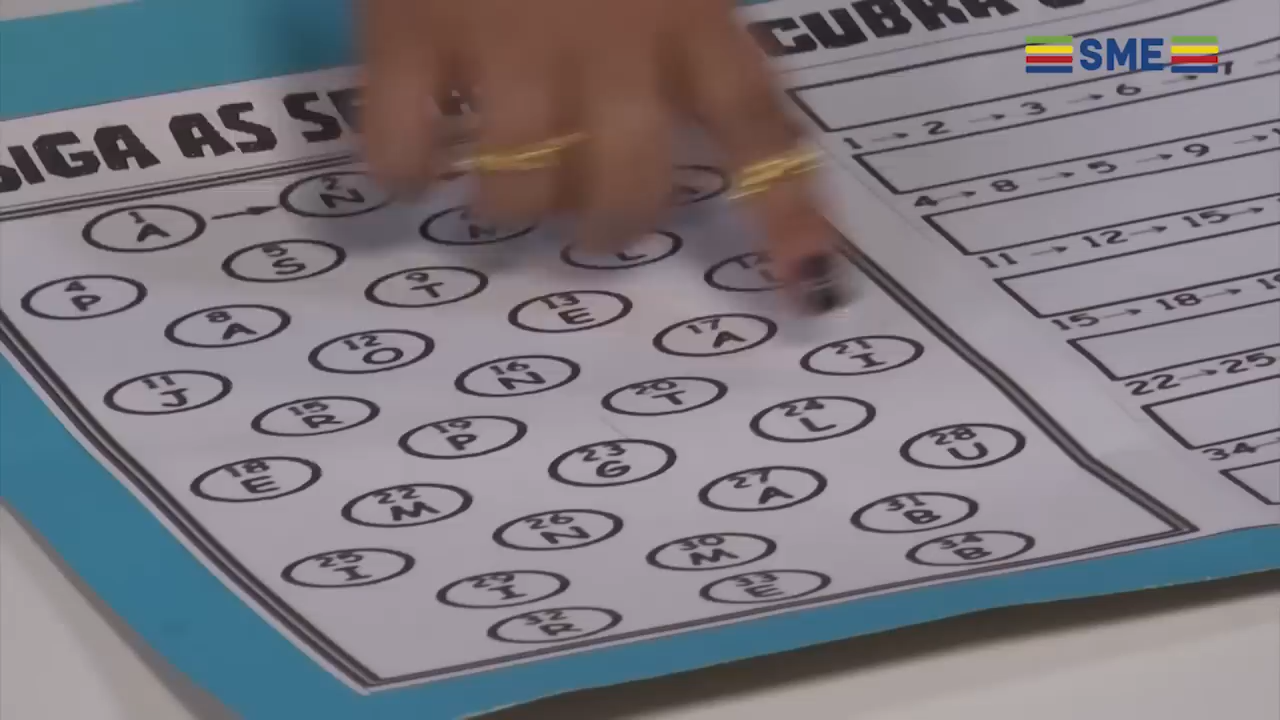 SME
SIGA AS SE
CUBRA
1 A → 2 N
N
4 P 5 S L
8 A 9 T
11 J 12 O 13 E
15 R 16 N 17 A
18 E 19 P 20 T 21 I
22 M 23 G 24 L
25 I 26 N 27 A 28 U
29 I 30 M 31 B
32 R 33 E 34 B
1 → 2 → 3 → 6 → 7
4 → 8 → 5 → 9 →
11 → 12 → 15 →
15 → 18 →
22 → 25
34